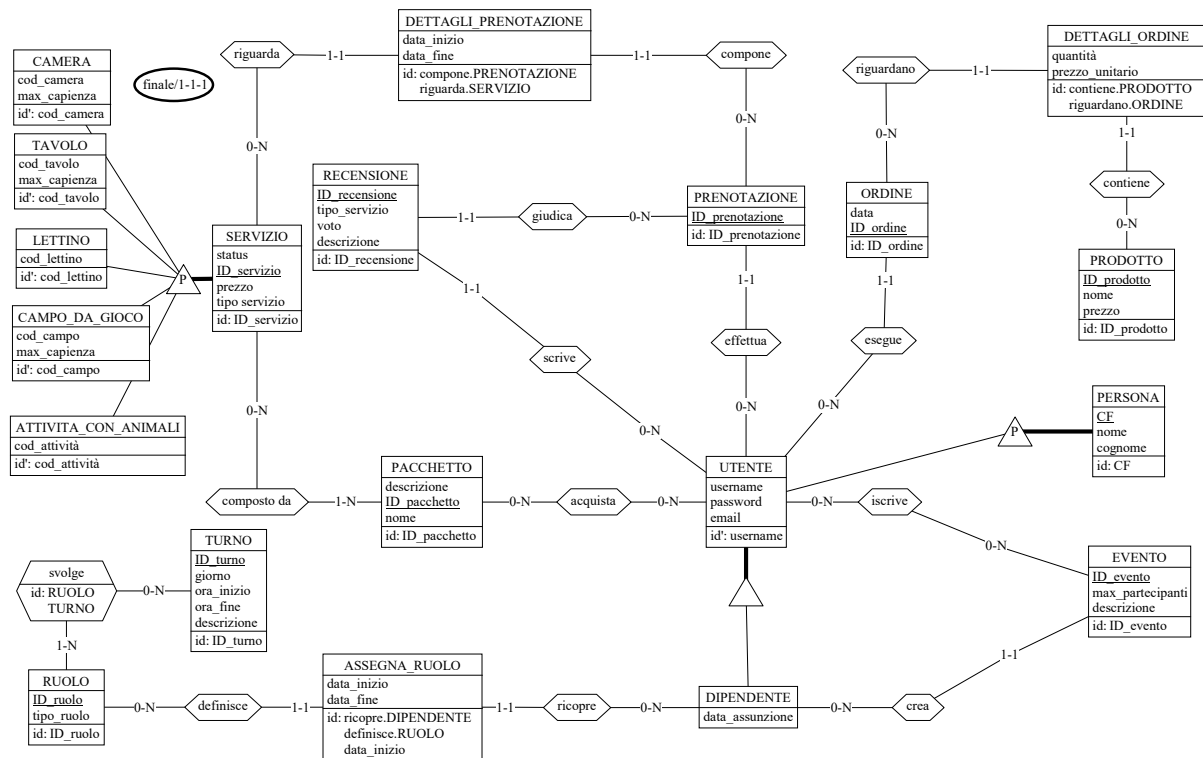 DETTAGLI_PRENOTAZIONE
data_inizio
data_fine
id: compone.PRENOTAZIONE
riguarda.SERVIZIO
riguarda
1-1
1-1
compone
DETTAGLI_ORDINE
quantità
prezzo_unitario
id: contiene.PRODOTTO
riguardano.ORDINE
riguardano
1-1
CAMERA
cod_camera
max_capienza
id': cod_camera
finale/1-1-1
0-N
0-N
0-N
1-1
TAVOLO
cod_tavolo
max_capienza
id': cod_tavolo
RECENSIONE
ID_recensione
tipo_servizio
voto
descrizione
id: ID_recensione
1-1
giudica
0-N
PRENOTAZIONE
ID_prenotazione
id: ID_prenotazione
ORDINE
data
ID_ordine
id: ID_ordine
contiene
0-N
LETTINO
cod_lettino
id': cod_lettino
P
SERVIZIO
status
ID_servizio
prezzo
tipo servizio
id: ID_servizio
PRODOTTO
ID_prodotto
nome
prezzo
id: ID_prodotto
1-1
1-1
1-1
CAMPO_DA_GIOCO
cod_campo
max_capienza
id': cod_campo
scrive
effettua
esegue
ATTIVITA_CON_ANIMALI
cod_attività
id': cod_attività
0-N
0-N
0-N
0-N
P
PERSONA
CF
nome
cognome
id: CF
composto da
1-N
PACCHETTO
descrizione
ID_pacchetto
nome
id: ID_pacchetto
0-N
acquista
0-N
UTENTE
username
password
email
id': username
0-N
iscrive
0-N
TURNO
ID_turno
giorno
ora_inizio
ora_fine
descrizione
id: ID_turno
svolge
id: RUOLO
TURNO
0-N
EVENTO
ID_evento
max_partecipanti
descrizione
id: ID_evento
1-N
1-1
RUOLO
ID_ruolo
tipo_ruolo
id: ID_ruolo
0-N
definisce
1-1
ASSEGNA_RUOLO
data_inizio
data_fine
id: ricopre.DIPENDENTE
definisce.RUOLO
data_inizio
1-1
ricopre
0-N
DIPENDENTE
data_assunzione
0-N
crea